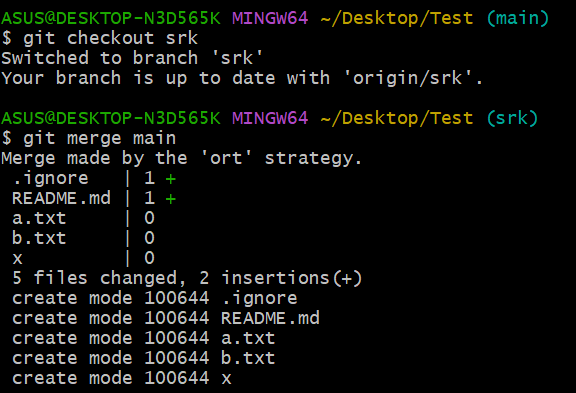 ASUS@DESKTOP-N3D565K MINGW64 ~/Desktop/Test (main)
$ git checkout srk
Switched to branch 'srk'
Your branch is up to date with 'origin/srk'.

ASUS@DESKTOP-N3D565K MINGW64 ~/Desktop/Test (srk)
$ git merge main
Merge made by the 'ort' strategy.
 .ignore   | 1 +
 README.md | 1 +
 a.txt     | 0
 b.txt     | 0
 x         | 0
 5 files changed, 2 insertions(+)
 create mode 100644 .ignore
 create mode 100644 README.md
 create mode 100644 a.txt
 create mode 100644 b.txt
 create mode 100644 x